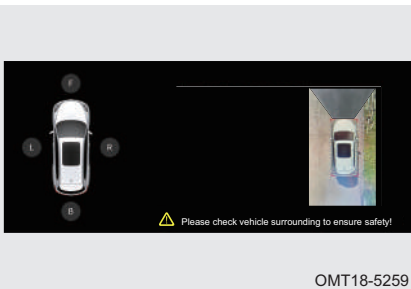 F
L
R
B
Please check vehicle surrounding to ensure safety!
OMT18-5259